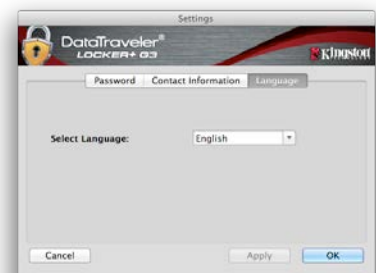 Settings
DataTraveler®
LOCKER+ G3
Kingston
Password Contact Information Language
Select Language: English
Cancel Apply OK